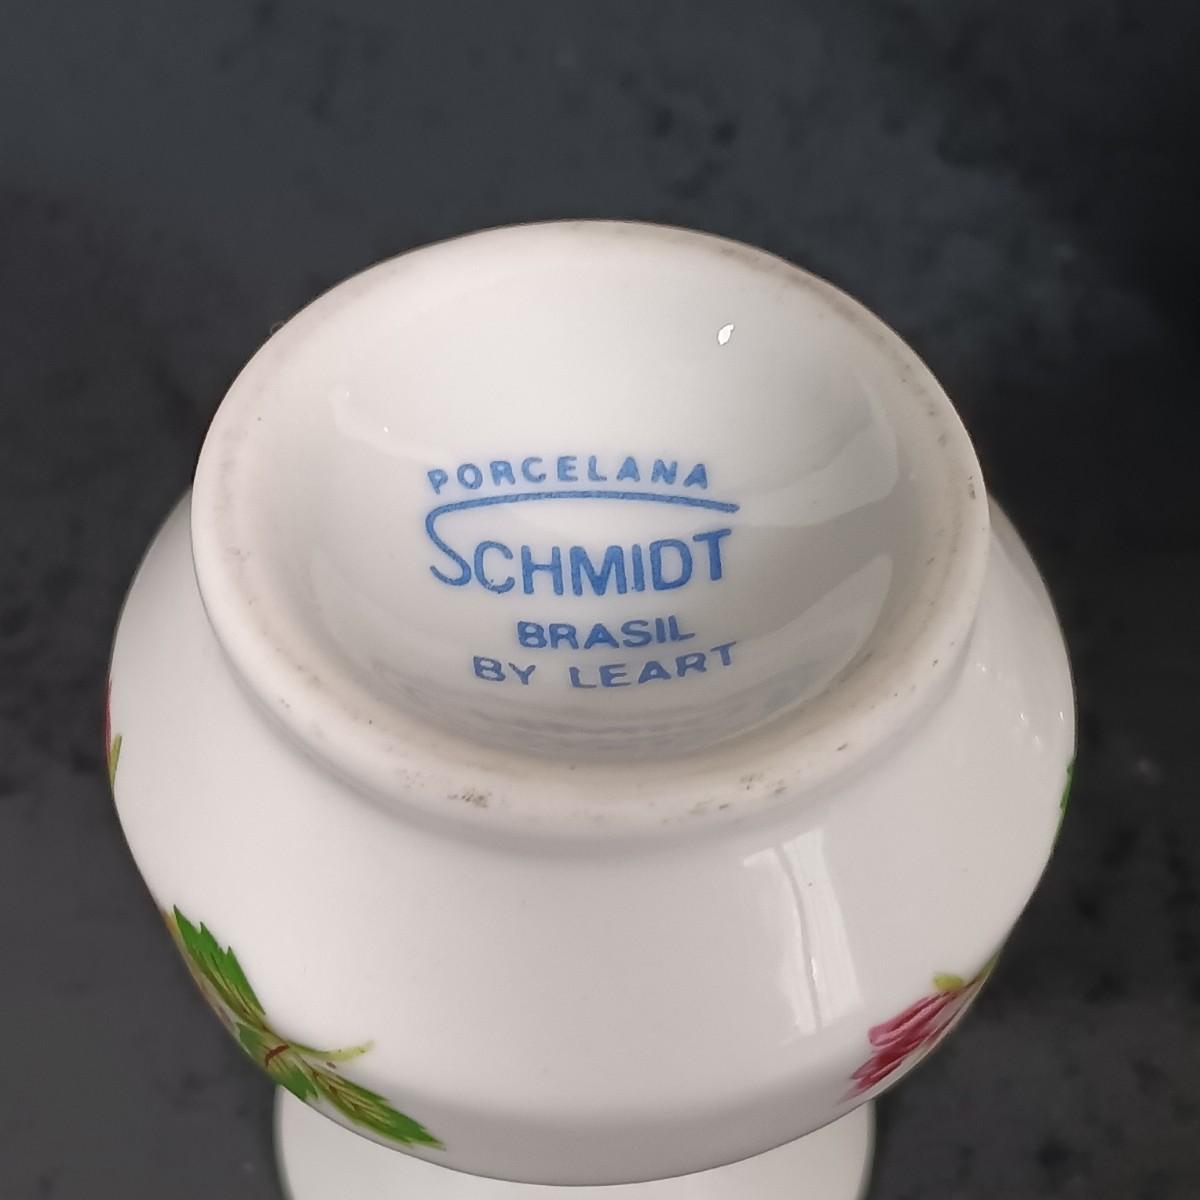 PORCELANA
SCHMIDT
BRASIL
BY LEART